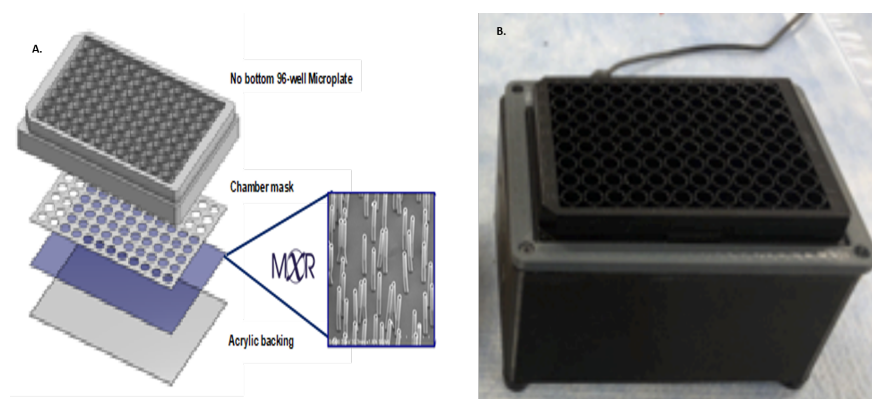 A.
No bottom 96-well Microplate
Chamber mask
MXR
Acrylic backing
B.